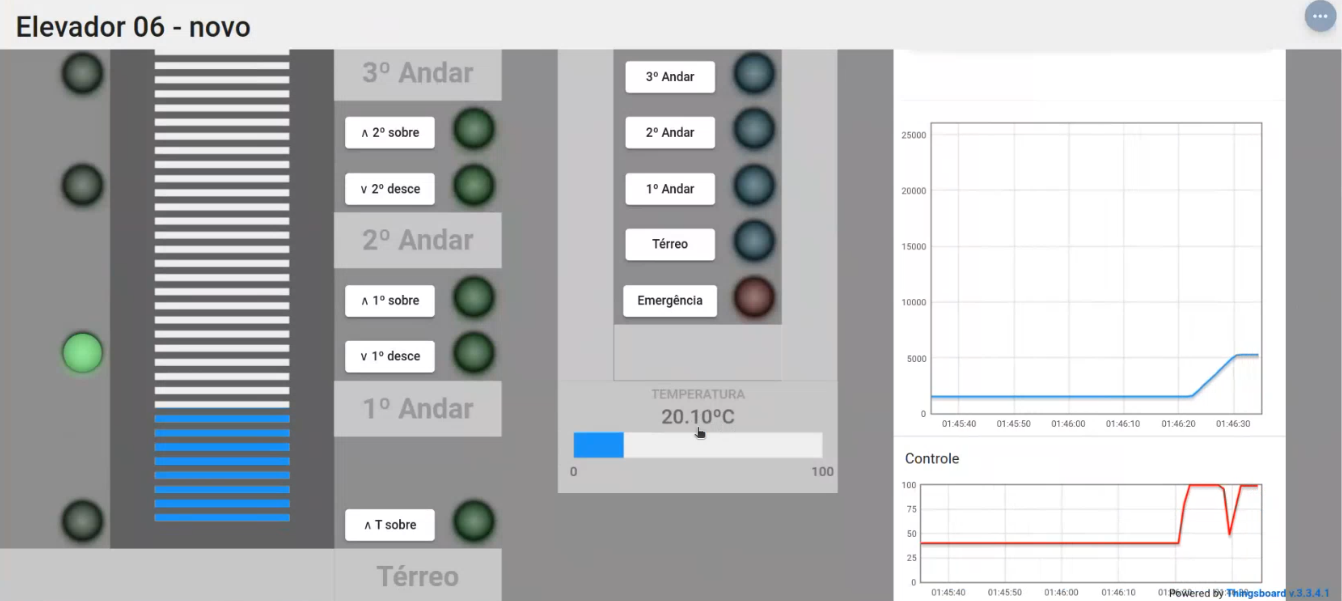 Elevador 06 - novo
3º Andar
∧ 2º sobre
v 2º desce
2º Andar
∧ 1º sobre
v 1º desce
1º Andar
∧ T sobre
Térreo
3º Andar
2º Andar
1º Andar
Térreo
Emergência
TEMPERATURA
20.10ºC
0 100
25000
20000
15000
10000
5000
0
01:45:40 01:45:50 01:46:00 01:46:10 01:46:20 01:46:30
Controle
100
75
50
25
0
01:45:40 01:45:50 01:46:00 01:46:10
Powered by Thingsboard v.3.3.4.1